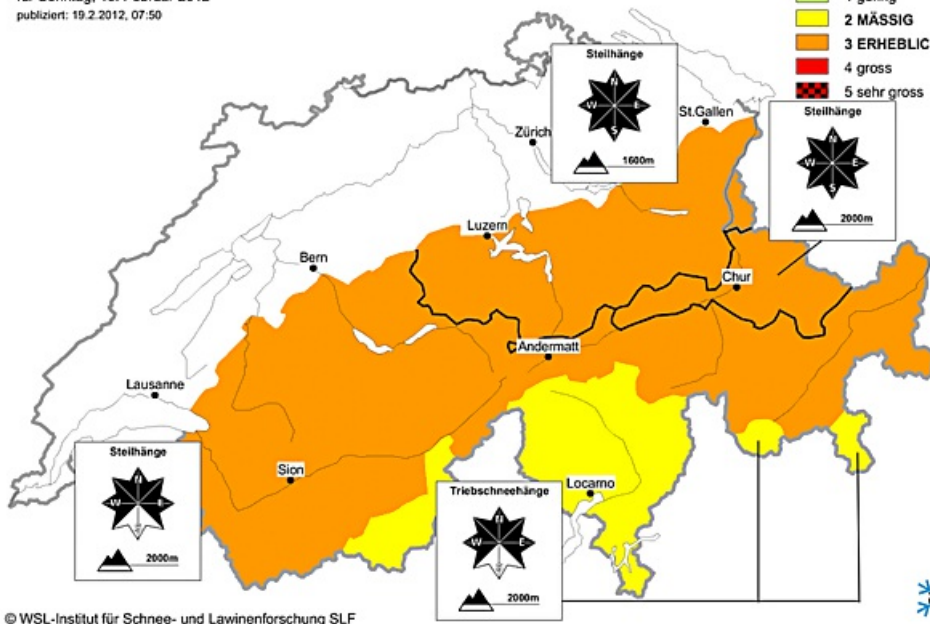 publiziert: 19.2.2012, 07:50
2 MÄSSIG
3 ERHEBLIC
4 gross
5 sehr gross
Steilhänge
N
W E
S
1600m
Steilhänge
N
W E
S
2000m
St.Gallen
Zürich
Luzern
Bern
Chur
Andermatt
Lausanne
Sion
Locarno
Steilhänge
N
W E
2000m
Triebschneehänge
N
W E
2000m
© WSL-Institut für Schnee- und Lawinenforschung SLF